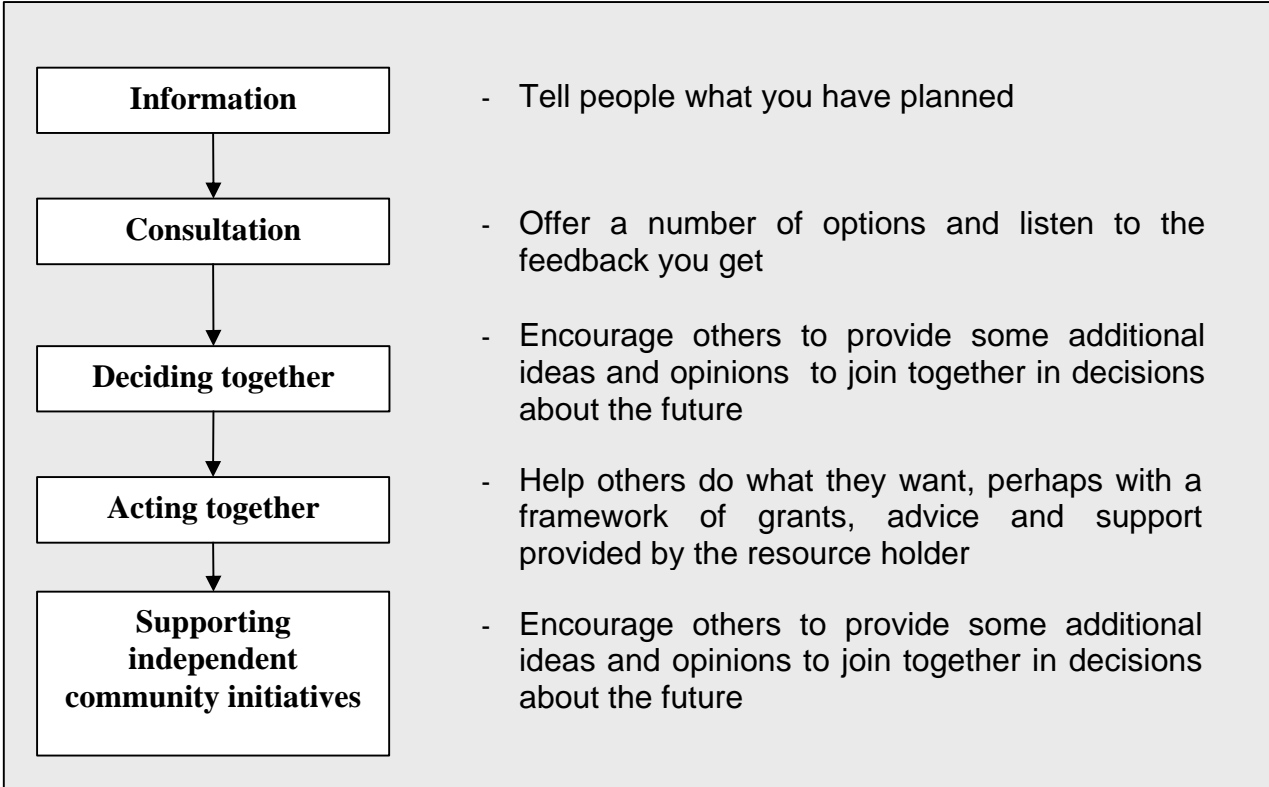 Information
- Tell people what you have planned
Consultation
- Offer a number of options and listen to the
feedback you get
Deciding together
- Encourage others to provide some additional
ideas and opinions to join together in decisions
about the future
Acting together
- Help others do what they want, perhaps with a
framework of grants, advice and support
provided by the resource holder
Supporting
independent
community initiatives
- Encourage others to provide some additional
ideas and opinions to join together in decisions
about the future